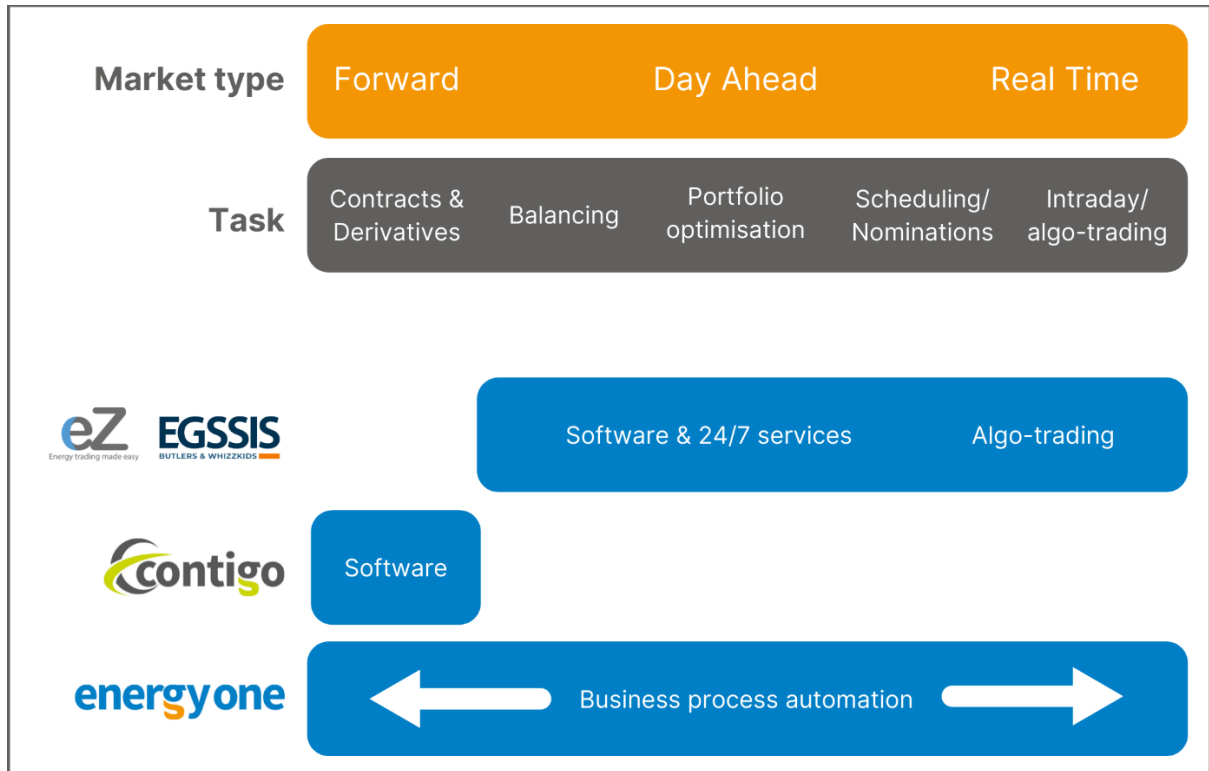 Market type
Forward
Day Ahead
Real Time
Task
Contracts &
Derivatives
Balancing
Portfolio
optimisation
Scheduling/
Nominations
Intraday/
algo-trading
eZ
Energy trading made easy
EGSSIS
BUTLERS & WHIZZKIDS
Software & 24/7 services
Algo-trading
contigo
Software
energyone
Business process automation